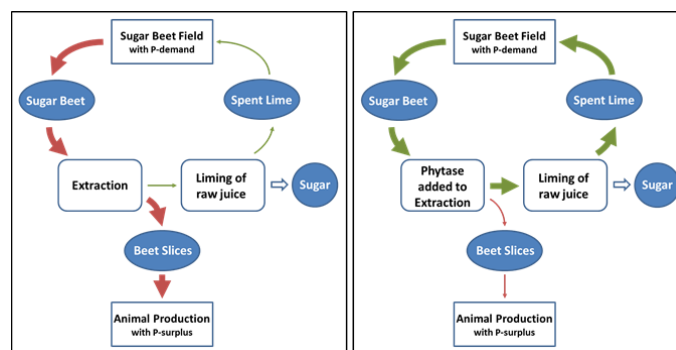 Sugar Beet Field
with P-demand
Sugar Beet
Spent Lime
Extraction
Liming of
raw juice
Sugar
Beet Slices
Animal Production
with P-surplus
Sugar Beet Field
with P-demand
Sugar Beet
Spent Lime
Phytase
added to
Extraction
Liming of
raw juice
Sugar
Beet Slices
Animal Production
with P-surplus